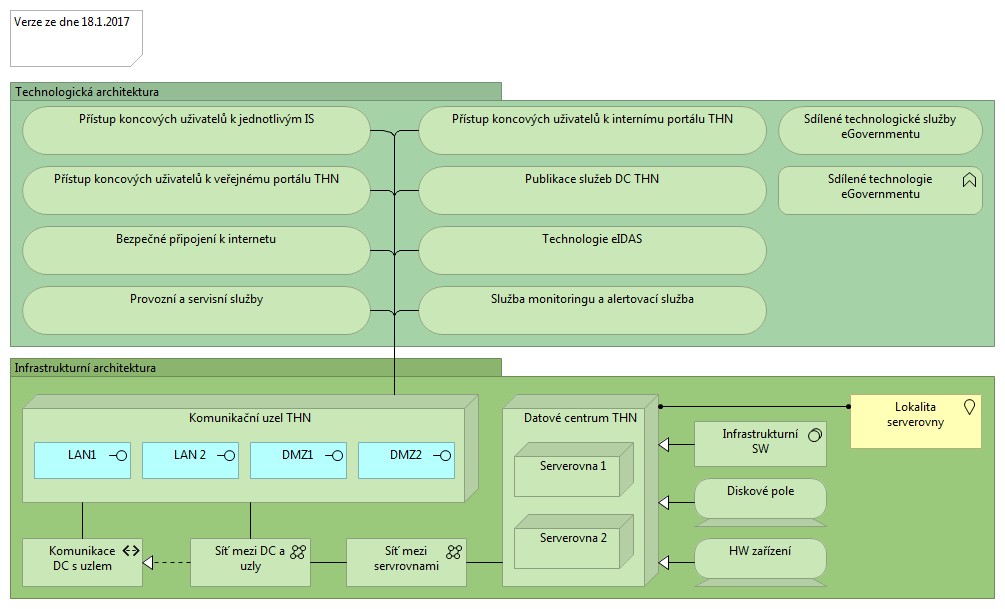 Verze ze dne 18.1.2017
Technologická architektura
Přístup koncových uživatelů k jednotlivým IS
Přístup koncových uživatelů k internímu portálu THN
Sdílené technologické služby
eGovernmentu
Přístup koncových uživatelů k veřejnému portálu THN
Publikace služeb DC THN
Sdílené technologie
eGovernmentu
Bezpečné připojení k internetu
Technologie eIDAS
Provozní a servisní služby
Služba monitoringu a alertovací služba
Infrastrukturní architektura
Komunikační uzel THN
LAN1
LAN 2
DMZ1
DMZ2
Datové centrum THN
Serverovna 1
Serverovna 2
Lokalita
serverovny
Infrastrukturní
SW
Diskové pole
HW zařízení
Komunikace
DC s uzlem
Síť mezi DC a
uzly
Síť mezi
servrovnami